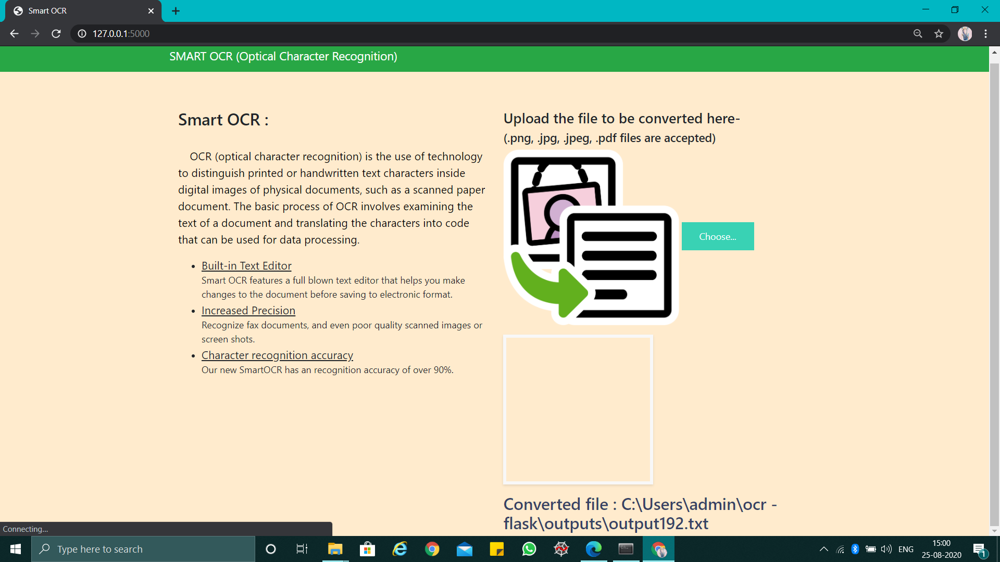 Smart OCR
127.0.0.1:5000
SMART OCR (Optical Character Recognition)
Smart OCR :
OCR (optical character recognition) is the use of technology
to distinguish printed or handwritten text characters inside
digital images of physical documents, such as a scanned paper
document. The basic process of OCR involves examining the
text of a document and translating the characters into code
that can be used for data processing.
• Built-in Text Editor
Smart OCR features a full blown text editor that helps you make
changes to the document before saving to electronic format.
• Increased Precision
Recognize fax documents, and even poor quality scanned images or
screen shots.
• Character recognition accuracy
Our new SmartOCR has an recognition accuracy of over 90%.
Upload the file to be converted here-
(.png, .jpg, .jpeg, .pdf files are accepted)
Choose...
Converted file : C:\Users\admin\ocr -
flask\outputs\output192.txt
Connecting...
Type here to search
ENG
15:00
25-08-2020
1